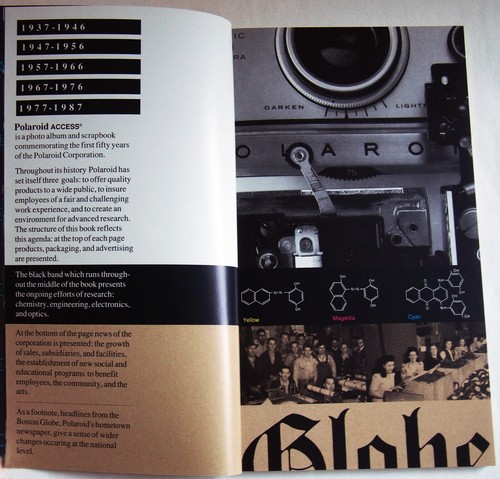 1937-1946
1947-1956
1957-1966
1967-1976
1977-1987
Polaroid ACCESS®
is a photo album and scrapbook
commemorating the first fifty years
of the Polaroid Corporation.
Throughout its history Polaroid has
set itself three goals: to offer quality
products to a wide public, to insure
employees of a fair and challenging
work experience, and to create an
environment for advanced research.
The structure of this book reflects
this agenda: at the top of each page
products, packaging, and advertising
are presented.
The black band which runs through-
out the middle of the book presents
the ongoing efforts of research:
chemistry, engineering, electronics,
and optics.
At the bottom of the page news of the
corporation is presented: the growth
of sales, subsidiaries, and facilities,
the establishment of new social and
educational programs to benefit
employees, the community, and the
arts.
As a footnote, headlines from the
Boston Globe, Polaroid's hometown
newspaper, give a sense of wider
changes occuring at the national
level.
IC
RA
DARKEN LIGHT
OLAROI
75
Yellow Magenta Cyan
Globe